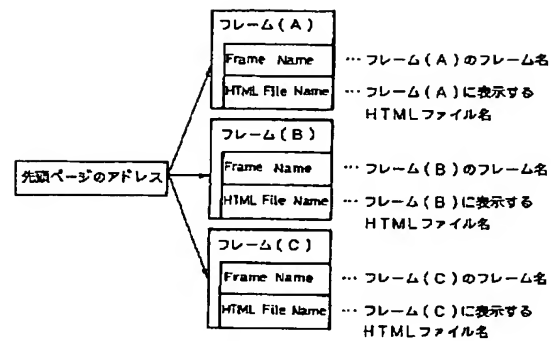 フレーム(A)
Frame Name … フレーム(A)のフレーム名
HTML File Name … フレーム(A)に表示する
HTMLファイル名
フレーム(B)
Frame Name … フレーム(B)のフレーム名
HTML File Name … フレーム(B)に表示する
HTMLファイル名
先頭ページのアドレス
フレーム(C)
Frame Name … フレーム(C)のフレーム名
HTML File Name … フレーム(C)に表示する
HTMLファイル名